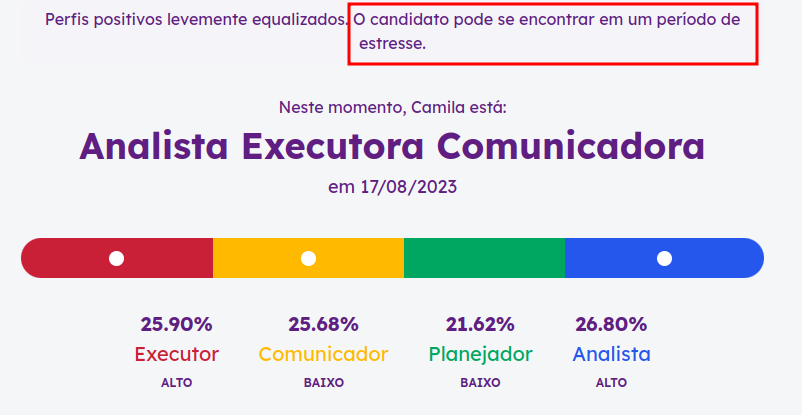 Perfis positivos levemente equalizados. O candidato pode se encontrar em um período de
estresse.
Neste momento, Camila está:
Analista Executora Comunicadora
em 17/08/2023
25.90% 25.68% 21.62% 26.80%
Executor Comunicador Planejador Analista
ALTO BAIXO BAIXO ALTO